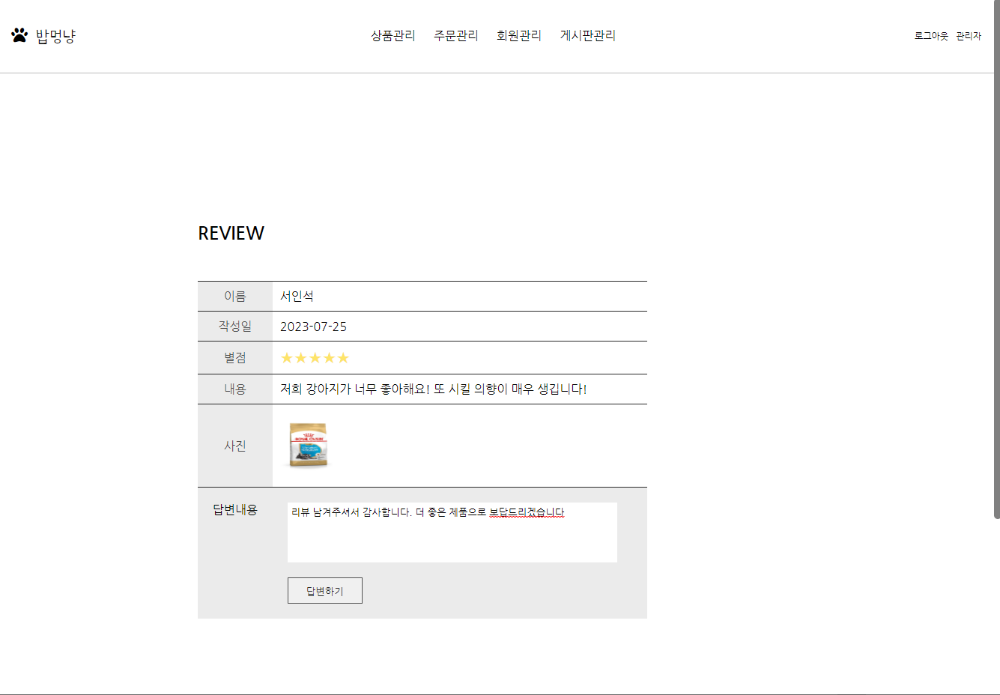 밥멍냥
상품관리 주문관리 회원관리 게시판관리
로그아웃 관리자
REVIEW
이름 서인석
작성일 2023-07-25
별점 ★★★★★
내용 저희 강아지가 너무 좋아해요! 또 시킬 의향이 매우 생깁니다!
사진
ROYAL CANIN
답변내용 리뷰 남겨주셔서 감사합니다. 더 좋은 제품으로 보답드리겠습니다
답변하기